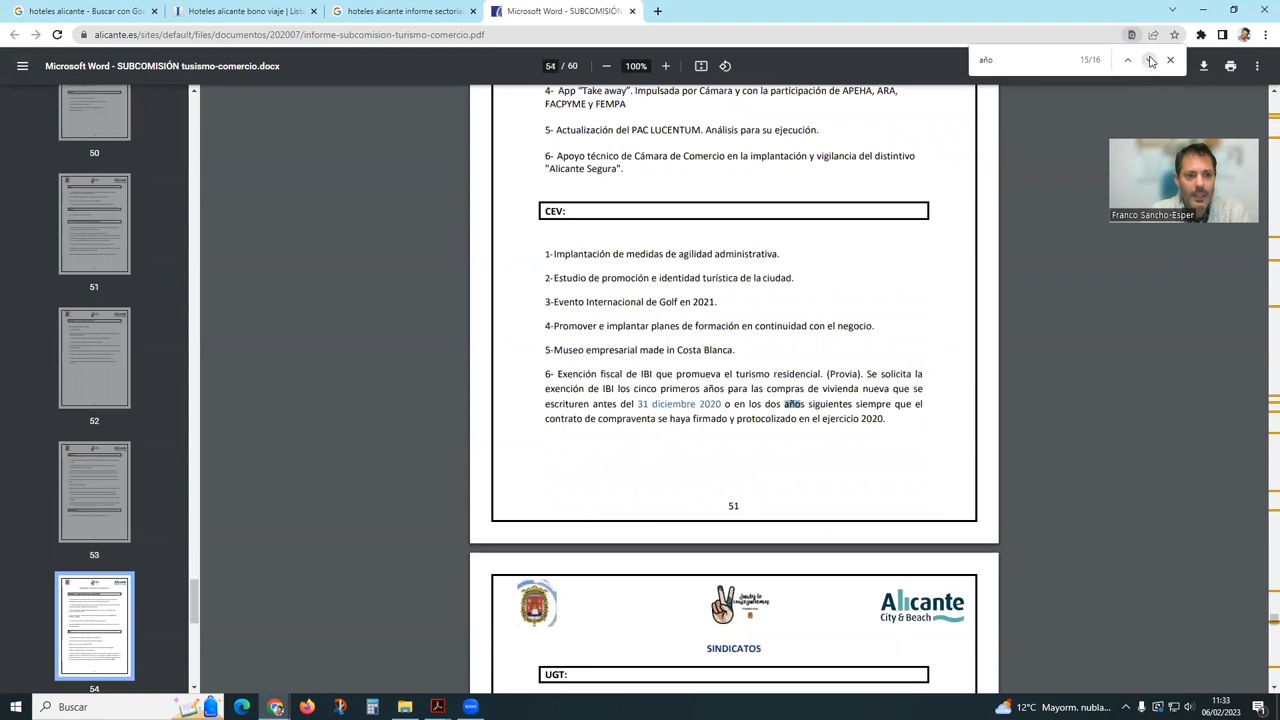 hoteles alicante - Buscar con Goo
Hoteles alicante bono viaje | Lista
hoteles alicante informe sectorial
Microsoft Word - SUBCOMISIÓN
alicante.es/sites/default/files/documentos/202007/informe-subcomision-turismo-comercio.pdf
año
15/16
Microsoft Word - SUBCOMISIÓN tusismo-comercio.docx
54 / 60
100%
50
51
52
53
54
4- App "Take away". Impulsada por Cámara y con la participación de APEHA, ARA,
FACPYME y FEMPA
5- Actualización del PAC LUCENTUM. Análisis para su ejecución.
6- Apoyo técnico de Cámara de Comercio en la implantación y vigilancia del distintivo
"Alicante Segura".
CEV:
1-Implantación de medidas de agilidad administrativa.
2-Estudio de promoción e identidad turística de la ciudad.
3-Evento Internacional de Golf en 2021.
4-Promover e implantar planes de formación en continuidad con el negocio.
5-Museo empresarial made in Costa Blanca.
6- Exención fiscal de IBI que promueva el turismo residencial. (Provia). Se solicita la
exención de IBI los cinco primeros años para las compras de vivienda nueva que se
escrituren antes del 31 diciembre 2020 o en los dos años siguientes siempre que el
contrato de compraventa se haya firmado y protocolizado en el ejercicio 2020.
51
Alicante
City & Beach
SINDICATOS
UGT:
Franco Sancho-Esper
Buscar
12°C Mayorm. nubla...
11:33
06/02/2023